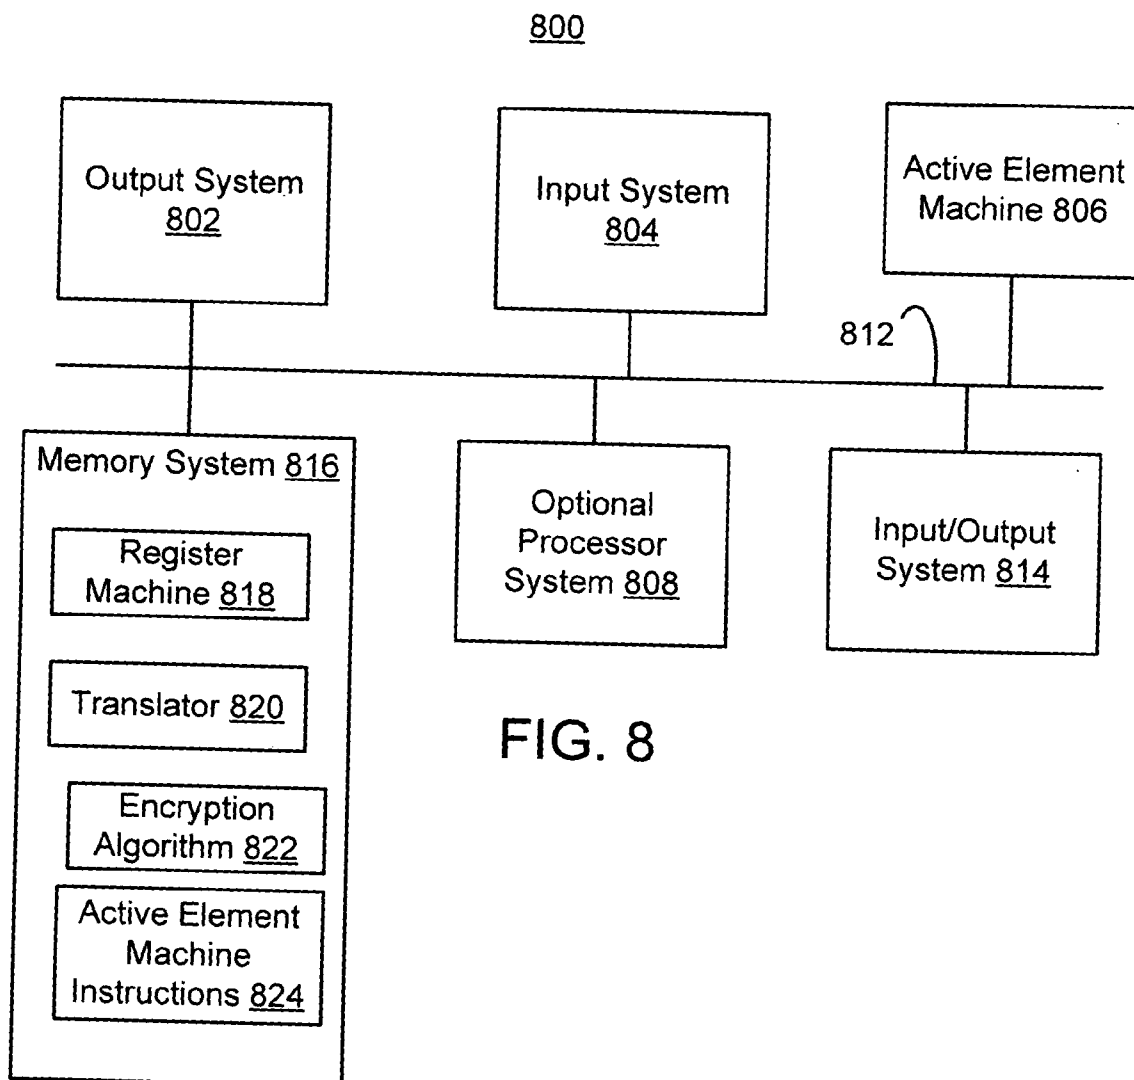 800
Output System
802
Input System
804
Active Element
Machine 806
812
Memory System 816
Register
Machine 818
Translator 820
Encryption
Algorithm 822
Active Element
Machine
Instructions 824
Optional
Processor
System 808
Input/Output
System 814
FIG. 8